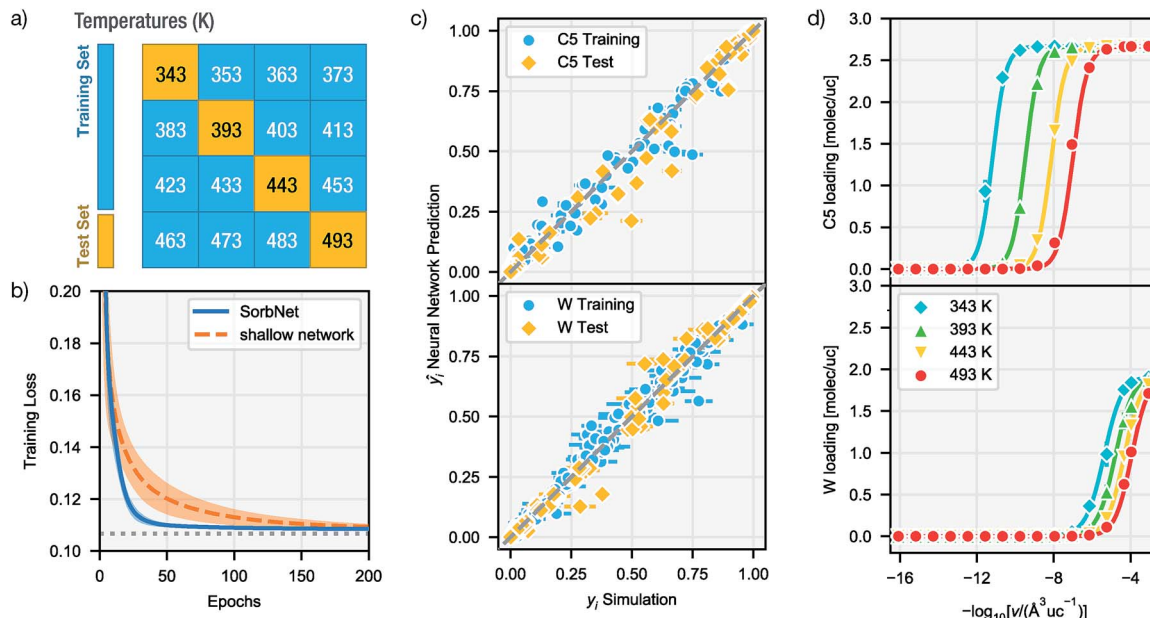 a)
Temperatures (K)
Training Set
Test Set
343 353 363 373
383 393 403 413
423 433 443 453
463 473 483 493
b)
0.20
0.18
0.16
0.14
0.12
0.10
Training Loss
SorbNet
shallow network
0 50 100 150 200
Epochs
c)
1.00
0.75
0.50
0.25
0.00
C5 Training
C5 Test
ŷᵢ Neural Network Prediction
1.00
0.75
0.50
0.25
0.00
W Training
W Test
0.00 0.25 0.50 0.75 1.00
yᵢ Simulation
d)
3.0
2.5
2.0
1.5
1.0
0.5
0.0
C5 loading [molec/uc]
3.0
2.5
2.0
1.5
1.0
0.5
0.0
W loading [molec/uc]
343 K
393 K
443 K
493 K
−16 −12 −8 −4
−log₁₀[v/(Å³uc⁻¹)]